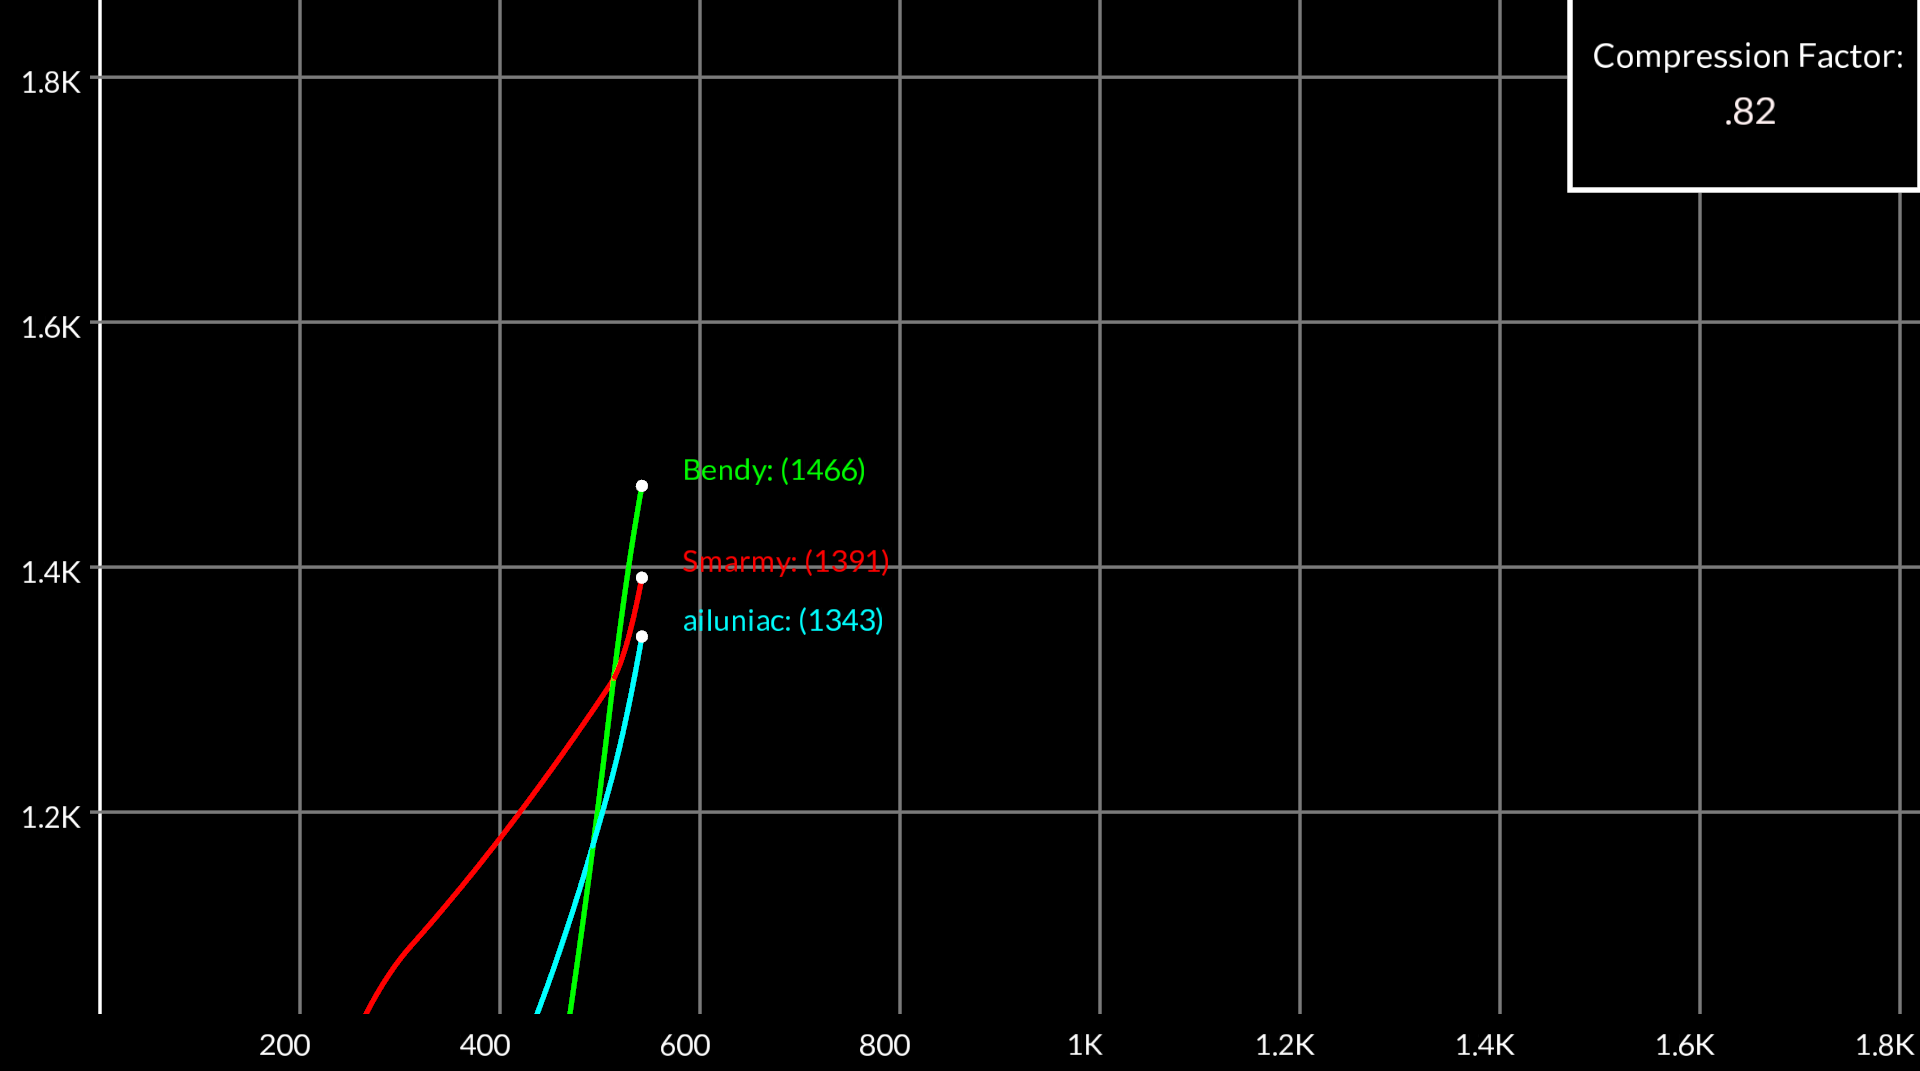 Compression Factor:
.82
1.8K
1.6K
Bendy: (1466)
Smarmy: (1391)
1.4K
ailuniac: (1343)
1.2K
200 400 600 800 1K 1.2K 1.4K 1.6K 1.8K